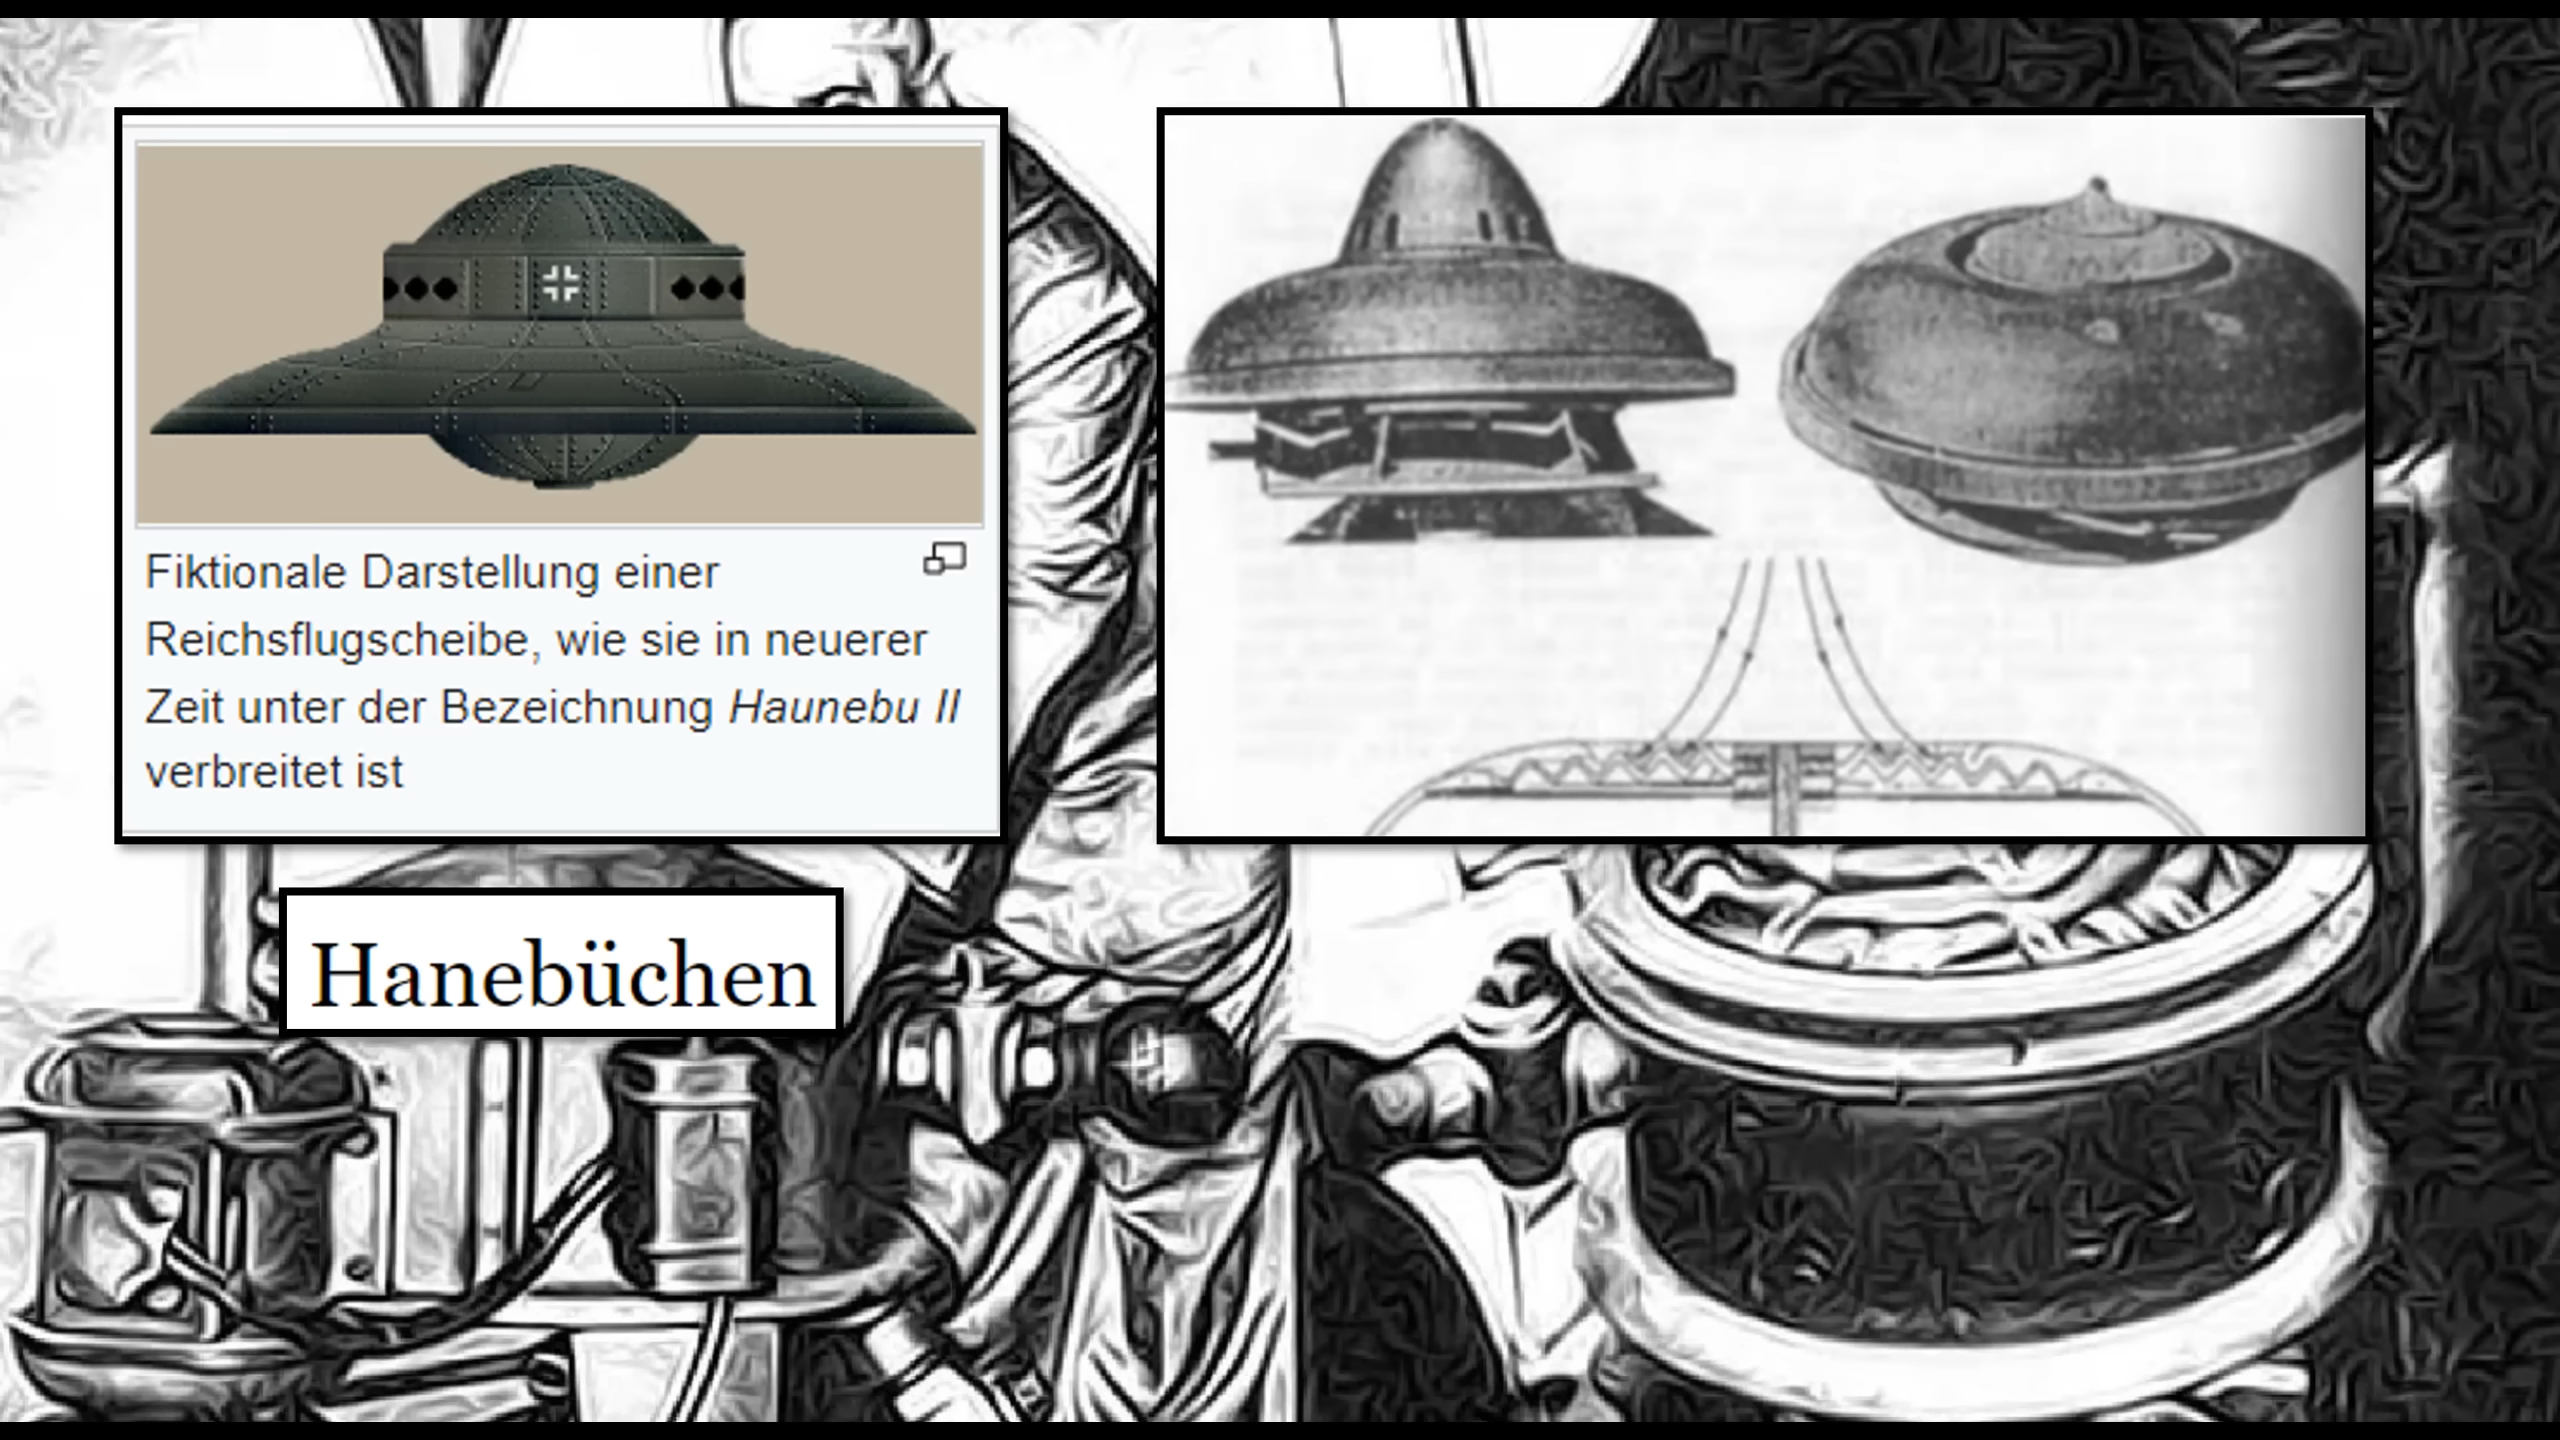 Fiktionale Darstellung einer
Reichsflugscheibe, wie sie in neuerer
Zeit unter der Bezeichnung Haunebu II
verbreitet ist
Hanebüchen